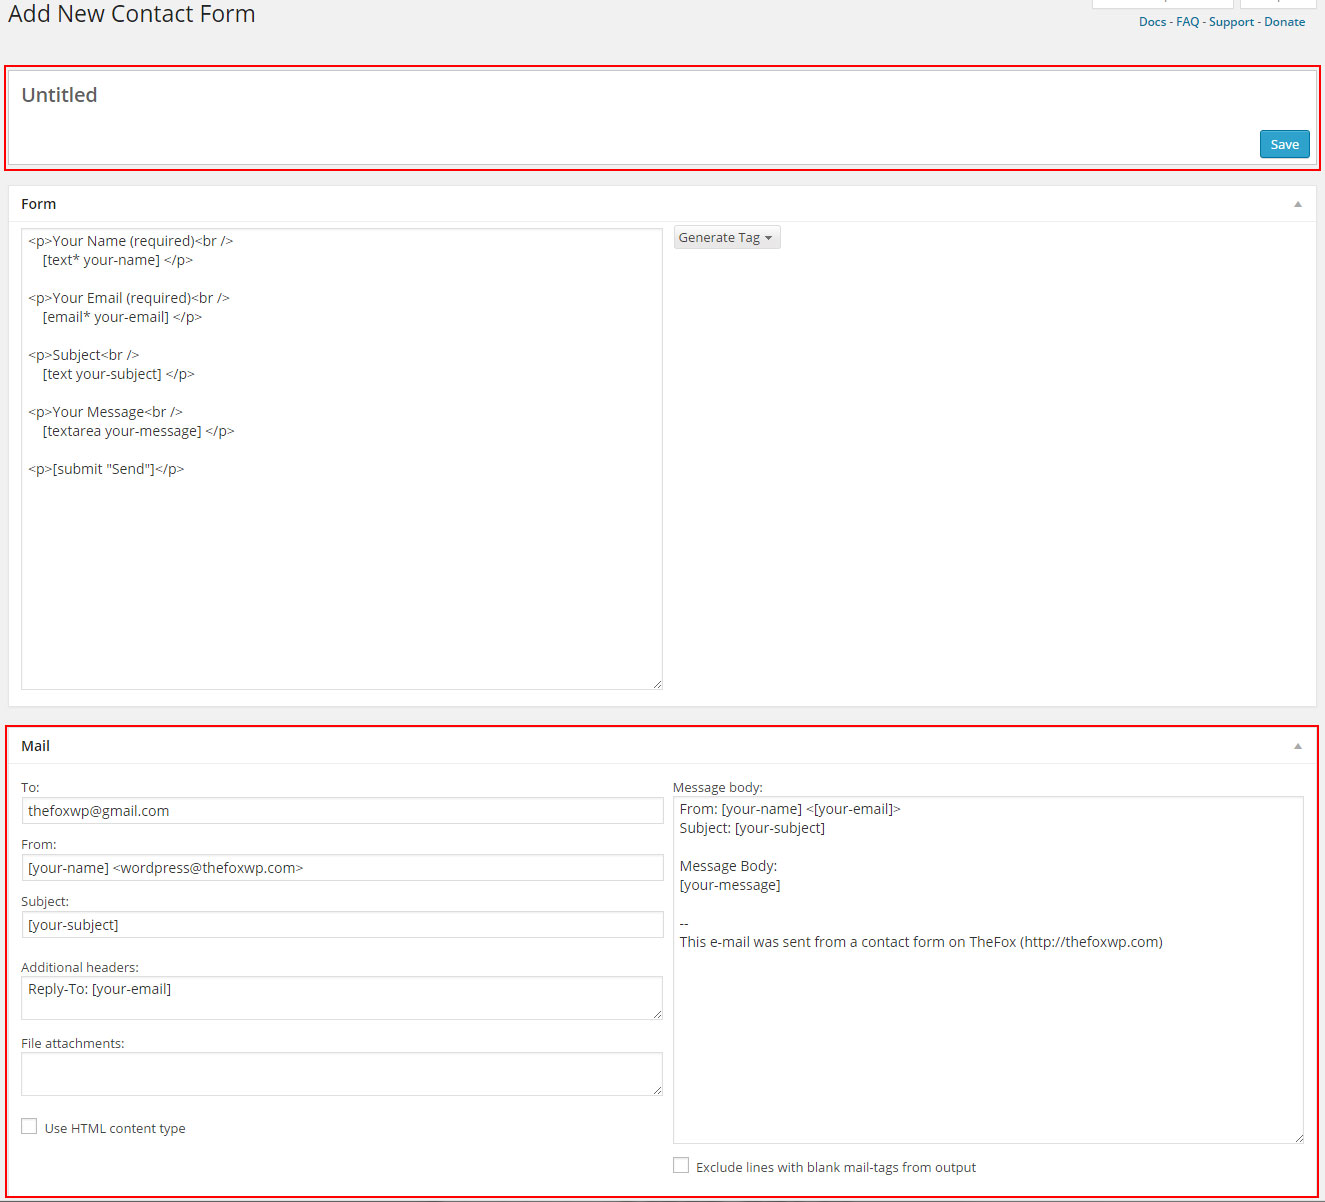 Add New Contact Form
Docs - FAQ - Support - Donate
Untitled
Save
Form
<p>Your Name (required)<br />
[text* your-name] </p>
<p>Your Email (required)<br />
[email* your-email] </p>
<p>Subject<br />
[text your-subject] </p>
<p>Your Message<br />
[textarea your-message] </p>
<p>[submit "Send"]</p>
Generate Tag
Mail
To:
thefoxwp@gmail.com
From:
[your-name] <wordpress@thefoxwp.com>
Subject:
[your-subject]
Additional headers:
Reply-To: [your-email]
File attachments:
Use HTML content type
Message body:
From: [your-name] <[your-email]>
Subject: [your-subject]
Message Body:
[your-message]
--
This e-mail was sent from a contact form on TheFox (http://thefoxwp.com)
Exclude lines with blank mail-tags from output